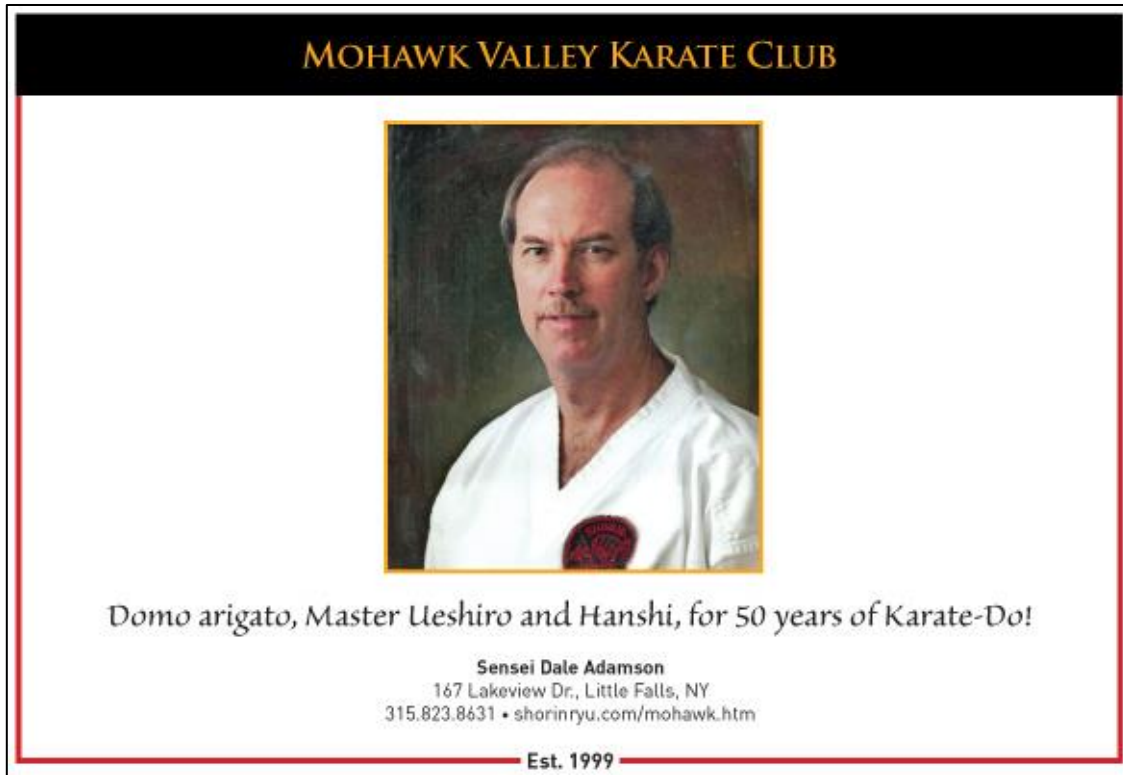 MOHAWK VALLEY KARATE CLUB
SHORIN
Domo arigato, Master Ueshiro and Hanshi, for 50 years of Karate-Do!
Sensei Dale Adamson
167 Lakeview Dr., Little Falls, NY
315.823.8631 • shorinryu.com/mohawk.htm
Est. 1999